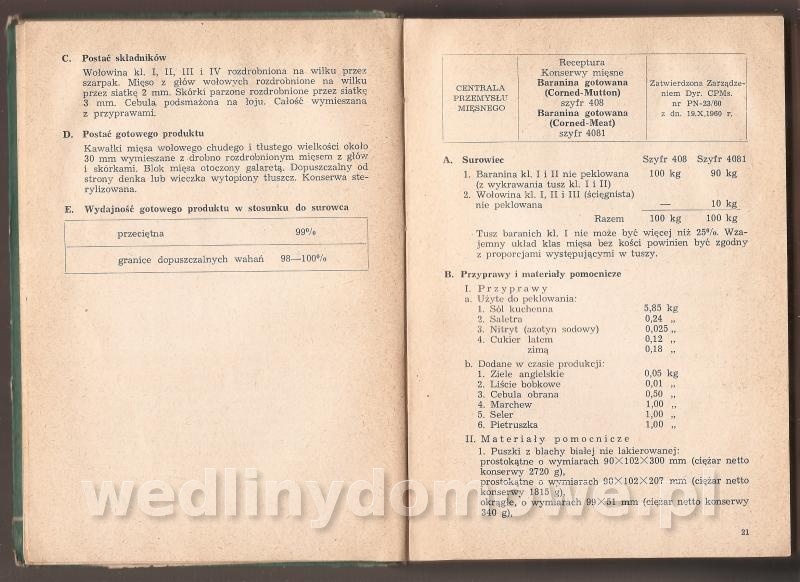 C. Postać składników
Wołowina kl. I, II, III i IV rozdrobniona na wilku przez
szarpak. Mięso z głów wołowych rozdrobnione na wilku
przez siatkę 2 mm. Skórki parzone rozdrobnione przez siatkę
3 mm. Cebula podsmażona na łoju. Całość wymieszana
z przyprawami.
D. Postać gotowego produktu
Kawałki mięsa wołowego chudego i tłustego wielkości około
30 mm wymieszane z drobno rozdrobnionym mięsem z głów
i skórkami. Blok mięsa otoczony galaretą. Dopuszczalny od
strony denka lub wieczka wytopiony tłuszcz. Konserwa ste-
rylizowana.
E. Wydajność gotowego produktu w stosunku do surowca
przeciętna 99%
granice dopuszczalnych wahań 98—100%
CENTRALA
PRZEMYSŁU
MIĘSNEGO
Receptura
Konserwy mięsne
Baranina gotowana
(Corned-Mutton)
szyfr 408
Baranina gotowana
(Corned-Meat)
szyfr 4081
Zatwierdzona Zarządze-
niem Dyr. CPMs.
nr PN-23/60
z dn. 19.X.1960 r.
A. Surowiec Szyfr 408 Szyfr 4081
1. Baranina kl. I i II nie peklowana 100 kg 90 kg
(z wykrawania tusz kl. I i II)
2. Wołowina kl. I, II i III (ścięgnista)
nie peklowana — 10 kg
Razem 100 kg 100 kg
Tusz baranich kl. I nie może być więcej niż 25%. Wza-
jemny układ klas mięsa bez kości powinien być zgodny
z proporcjami występującymi w tuszy.
B. Przyprawy i materiały pomocnicze
I. Przyprawy
a. Użyte do peklowania:
1. Sól kuchenna 5,85 kg
2. Saletra 0,24 „
3. Nitryt (azotyn sodowy) 0,025 „
4. Cukier latem 0,12 „
zimą 0,18 „
b. Dodane w czasie produkcji:
1. Ziele angielskie 0,05 kg
2. Liście bobkowe 0,01 „
3. Cebula obrana 0,50 „
4. Marchew 1,00 „
5. Seler 1,00 „
6. Pietruszka 1,00 „
II. Materiały pomocnicze
1. Puszki z blachy białej nie lakierowanej:
prostokątne o wymiarach 90×102×300 mm (ciężar netto
konserwy 2720 g),
prostokątne o wymiarach 90×102×207 mm (ciężar netto
konserwy 1815 g),
okrągłe, o wymiarach 99×51 mm (ciężar netto konserwy
340 g),
21
wedlinydomowe.pl